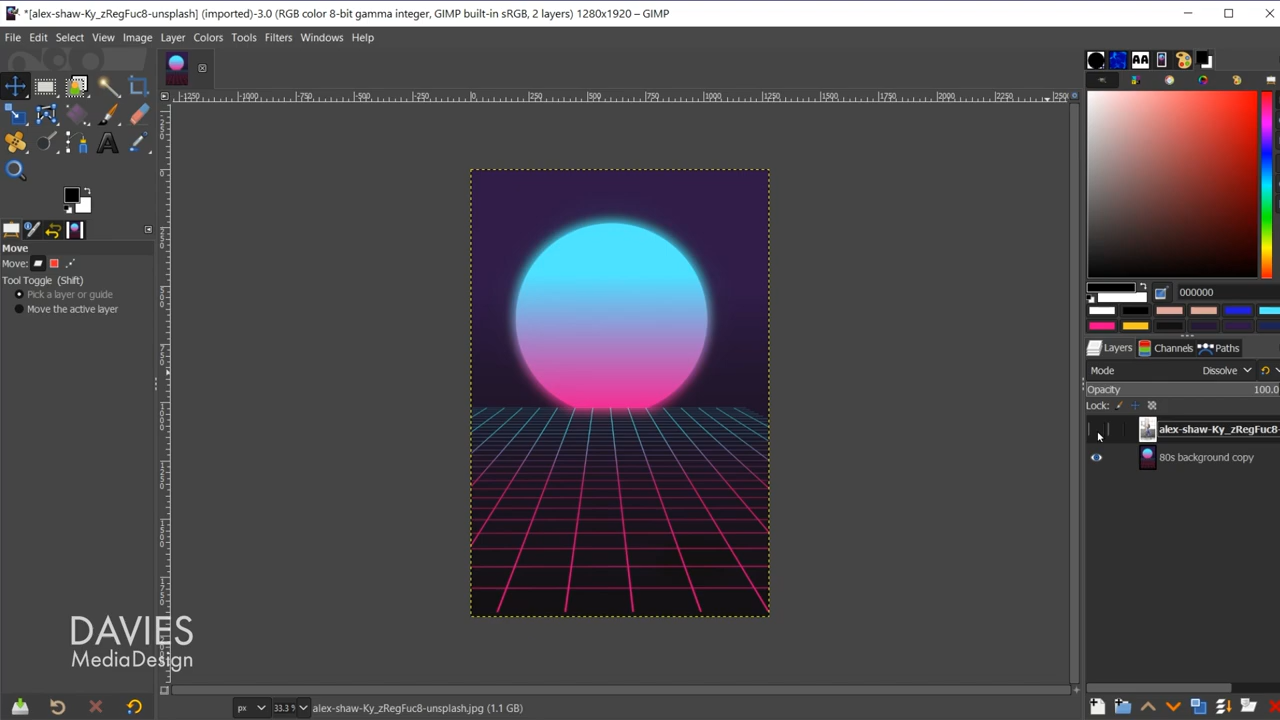 *[alex-shaw-Ky_zRegFuc8-unsplash] (imported)-3.0 (RGB color 8-bit gamma integer, GIMP built-in sRGB, 2 layers) 1280x1920 – GIMP
File Edit Select View Image Layer Colors Tools Filters Windows Help
Move
Move:
Tool Toggle (Shift)
Pick a layer or guide
Move the active layer
000000
Layers Channels Paths
Mode Dissolve
Opacity 100.0
Lock:
alex-shaw-Ky_zRegFuc8-
80s background copy
DAVIES
MediaDesign
px 33.3 % alex-shaw-Ky_zRegFuc8-unsplash.jpg (1.1 GB)